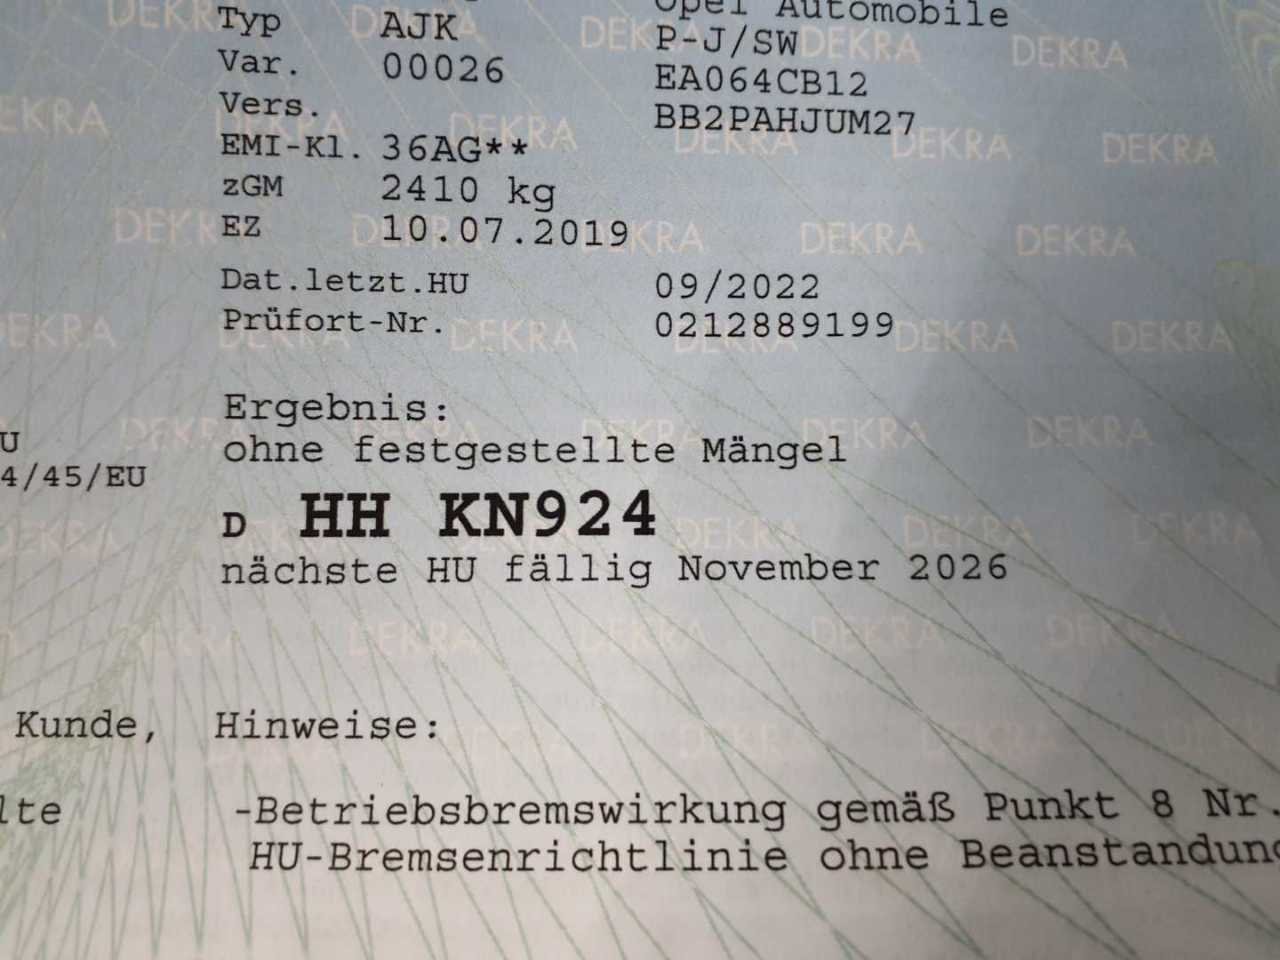 Opel Automobile
Typ AJK P-J/SW
Var. 00026 EA064CB12
Vers. BB2PAHJUM27
EMI-Kl. 36AG**
zGM 2410 kg
EZ 10.07.2019
Dat.letzt.HU 09/2022
Prüfort-Nr. 0212889199
Ergebnis:
U ohne festgestellte Mängel
4/45/EU
D HH KN924
nächste HU fällig November 2026
Kunde, Hinweise:
lte -Betriebsbremswirkung gemäß Punkt 8 Nr.
HU-Bremsenrichtlinie ohne Beanstandung
DEKRA